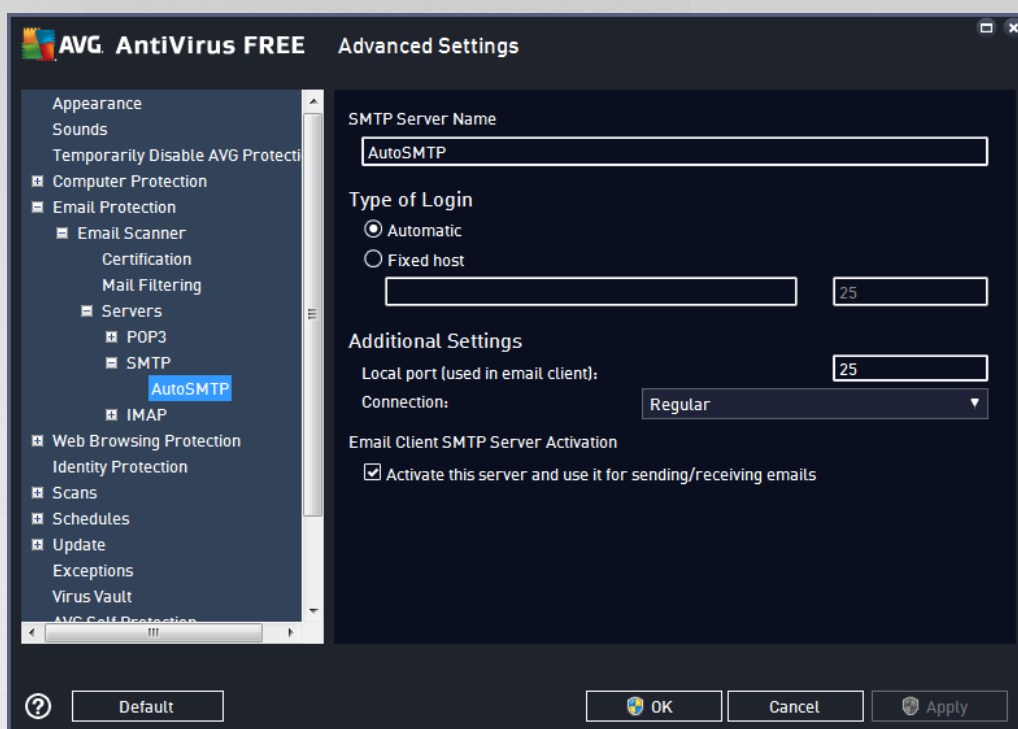 AVG AntiVirus FREE Advanced Settings
Appearance
Sounds
Temporarily Disable AVG Protecti
Computer Protection
Email Protection
Email Scanner
Certification
Mail Filtering
Servers
POP3
SMTP
AutoSMTP
IMAP
Web Browsing Protection
Identity Protection
Scans
Schedules
Update
Exceptions
Virus Vault
AVG Self Protection
SMTP Server Name
AutoSMTP
Type of Login
Automatic
Fixed host
25
Additional Settings
Local port (used in email client): 25
Connection: Regular
Email Client SMTP Server Activation
Activate this server and use it for sending/receiving emails
Default OK Cancel Apply